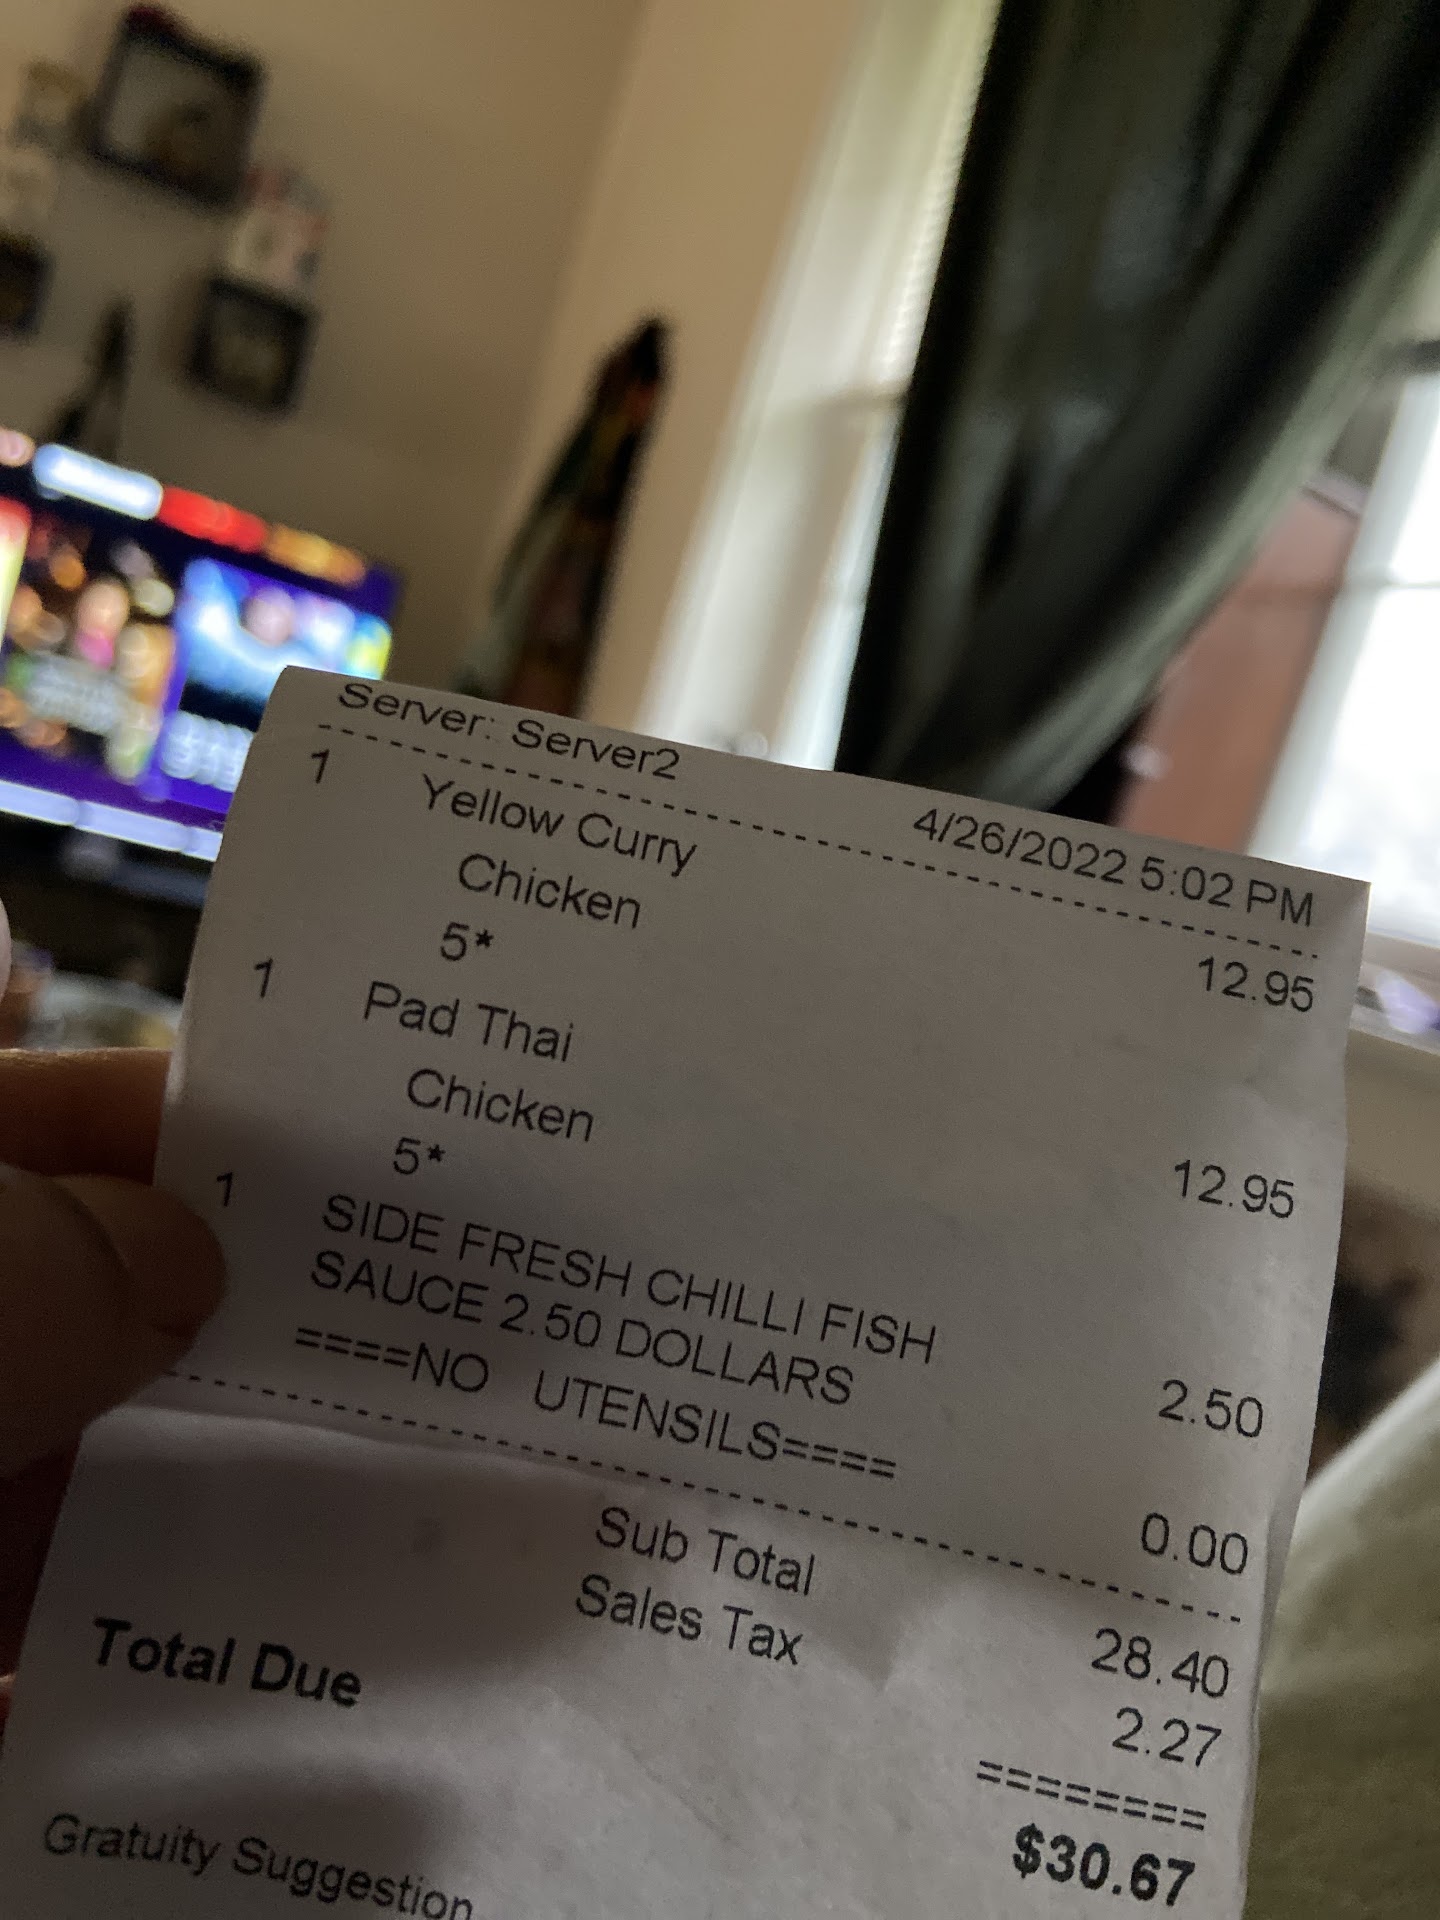 Server: Server2 4/26/2022 5:02 PM
1 Yellow Curry 12.95
Chicken
5*
1 Pad Thai 12.95
Chicken
5*
1 SIDE FRESH CHILLI FISH
SAUCE 2.50 DOLLARS 2.50
====NO UTENSILS==== 0.00
Sub Total 28.40
Sales Tax 2.27
========
Total Due $30.67
Gratuity Suggestion